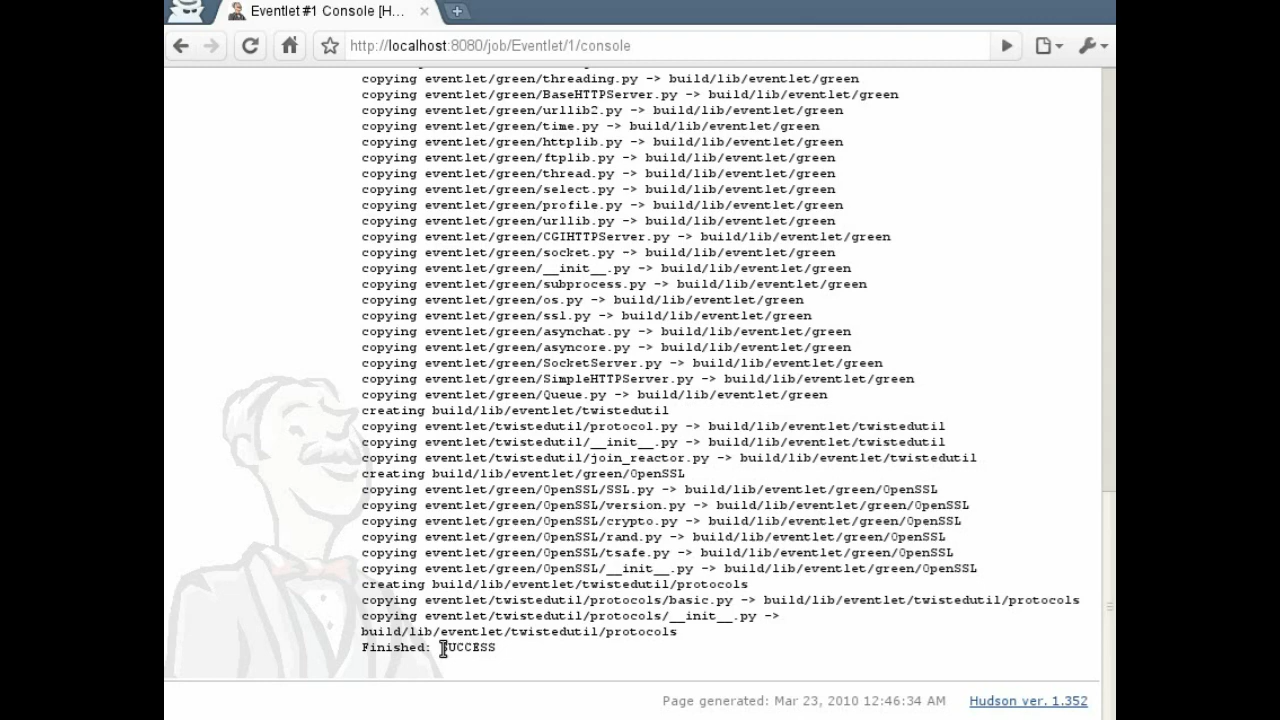 Eventlet #1 Console [H...
http://localhost:8080/job/Eventlet/1/console
copying eventlet/green/threading.py -> build/lib/eventlet/green
copying eventlet/green/BaseHTTPServer.py -> build/lib/eventlet/green
copying eventlet/green/urllib2.py -> build/lib/eventlet/green
copying eventlet/green/time.py -> build/lib/eventlet/green
copying eventlet/green/httplib.py -> build/lib/eventlet/green
copying eventlet/green/ftplib.py -> build/lib/eventlet/green
copying eventlet/green/thread.py -> build/lib/eventlet/green
copying eventlet/green/select.py -> build/lib/eventlet/green
copying eventlet/green/profile.py -> build/lib/eventlet/green
copying eventlet/green/urllib.py -> build/lib/eventlet/green
copying eventlet/green/CGIHTTPServer.py -> build/lib/eventlet/green
copying eventlet/green/socket.py -> build/lib/eventlet/green
copying eventlet/green/__init__.py -> build/lib/eventlet/green
copying eventlet/green/subprocess.py -> build/lib/eventlet/green
copying eventlet/green/os.py -> build/lib/eventlet/green
copying eventlet/green/ssl.py -> build/lib/eventlet/green
copying eventlet/green/asynchat.py -> build/lib/eventlet/green
copying eventlet/green/asyncore.py -> build/lib/eventlet/green
copying eventlet/green/SocketServer.py -> build/lib/eventlet/green
copying eventlet/green/SimpleHTTPServer.py -> build/lib/eventlet/green
copying eventlet/green/Queue.py -> build/lib/eventlet/green
creating build/lib/eventlet/twistedutil
copying eventlet/twistedutil/protocol.py -> build/lib/eventlet/twistedutil
copying eventlet/twistedutil/__init__.py -> build/lib/eventlet/twistedutil
copying eventlet/twistedutil/join_reactor.py -> build/lib/eventlet/twistedutil
creating build/lib/eventlet/green/OpenSSL
copying eventlet/green/OpenSSL/SSL.py -> build/lib/eventlet/green/OpenSSL
copying eventlet/green/OpenSSL/version.py -> build/lib/eventlet/green/OpenSSL
copying eventlet/green/OpenSSL/crypto.py -> build/lib/eventlet/green/OpenSSL
copying eventlet/green/OpenSSL/rand.py -> build/lib/eventlet/green/OpenSSL
copying eventlet/green/OpenSSL/tsafe.py -> build/lib/eventlet/green/OpenSSL
copying eventlet/green/OpenSSL/__init__.py -> build/lib/eventlet/green/OpenSSL
creating build/lib/eventlet/twistedutil/protocols
copying eventlet/twistedutil/protocols/basic.py -> build/lib/eventlet/twistedutil/protocols
copying eventlet/twistedutil/protocols/__init__.py ->
build/lib/eventlet/twistedutil/protocols
Finished: SUCCESS
Page generated: Mar 23, 2010 12:46:34 AM Hudson ver. 1.352